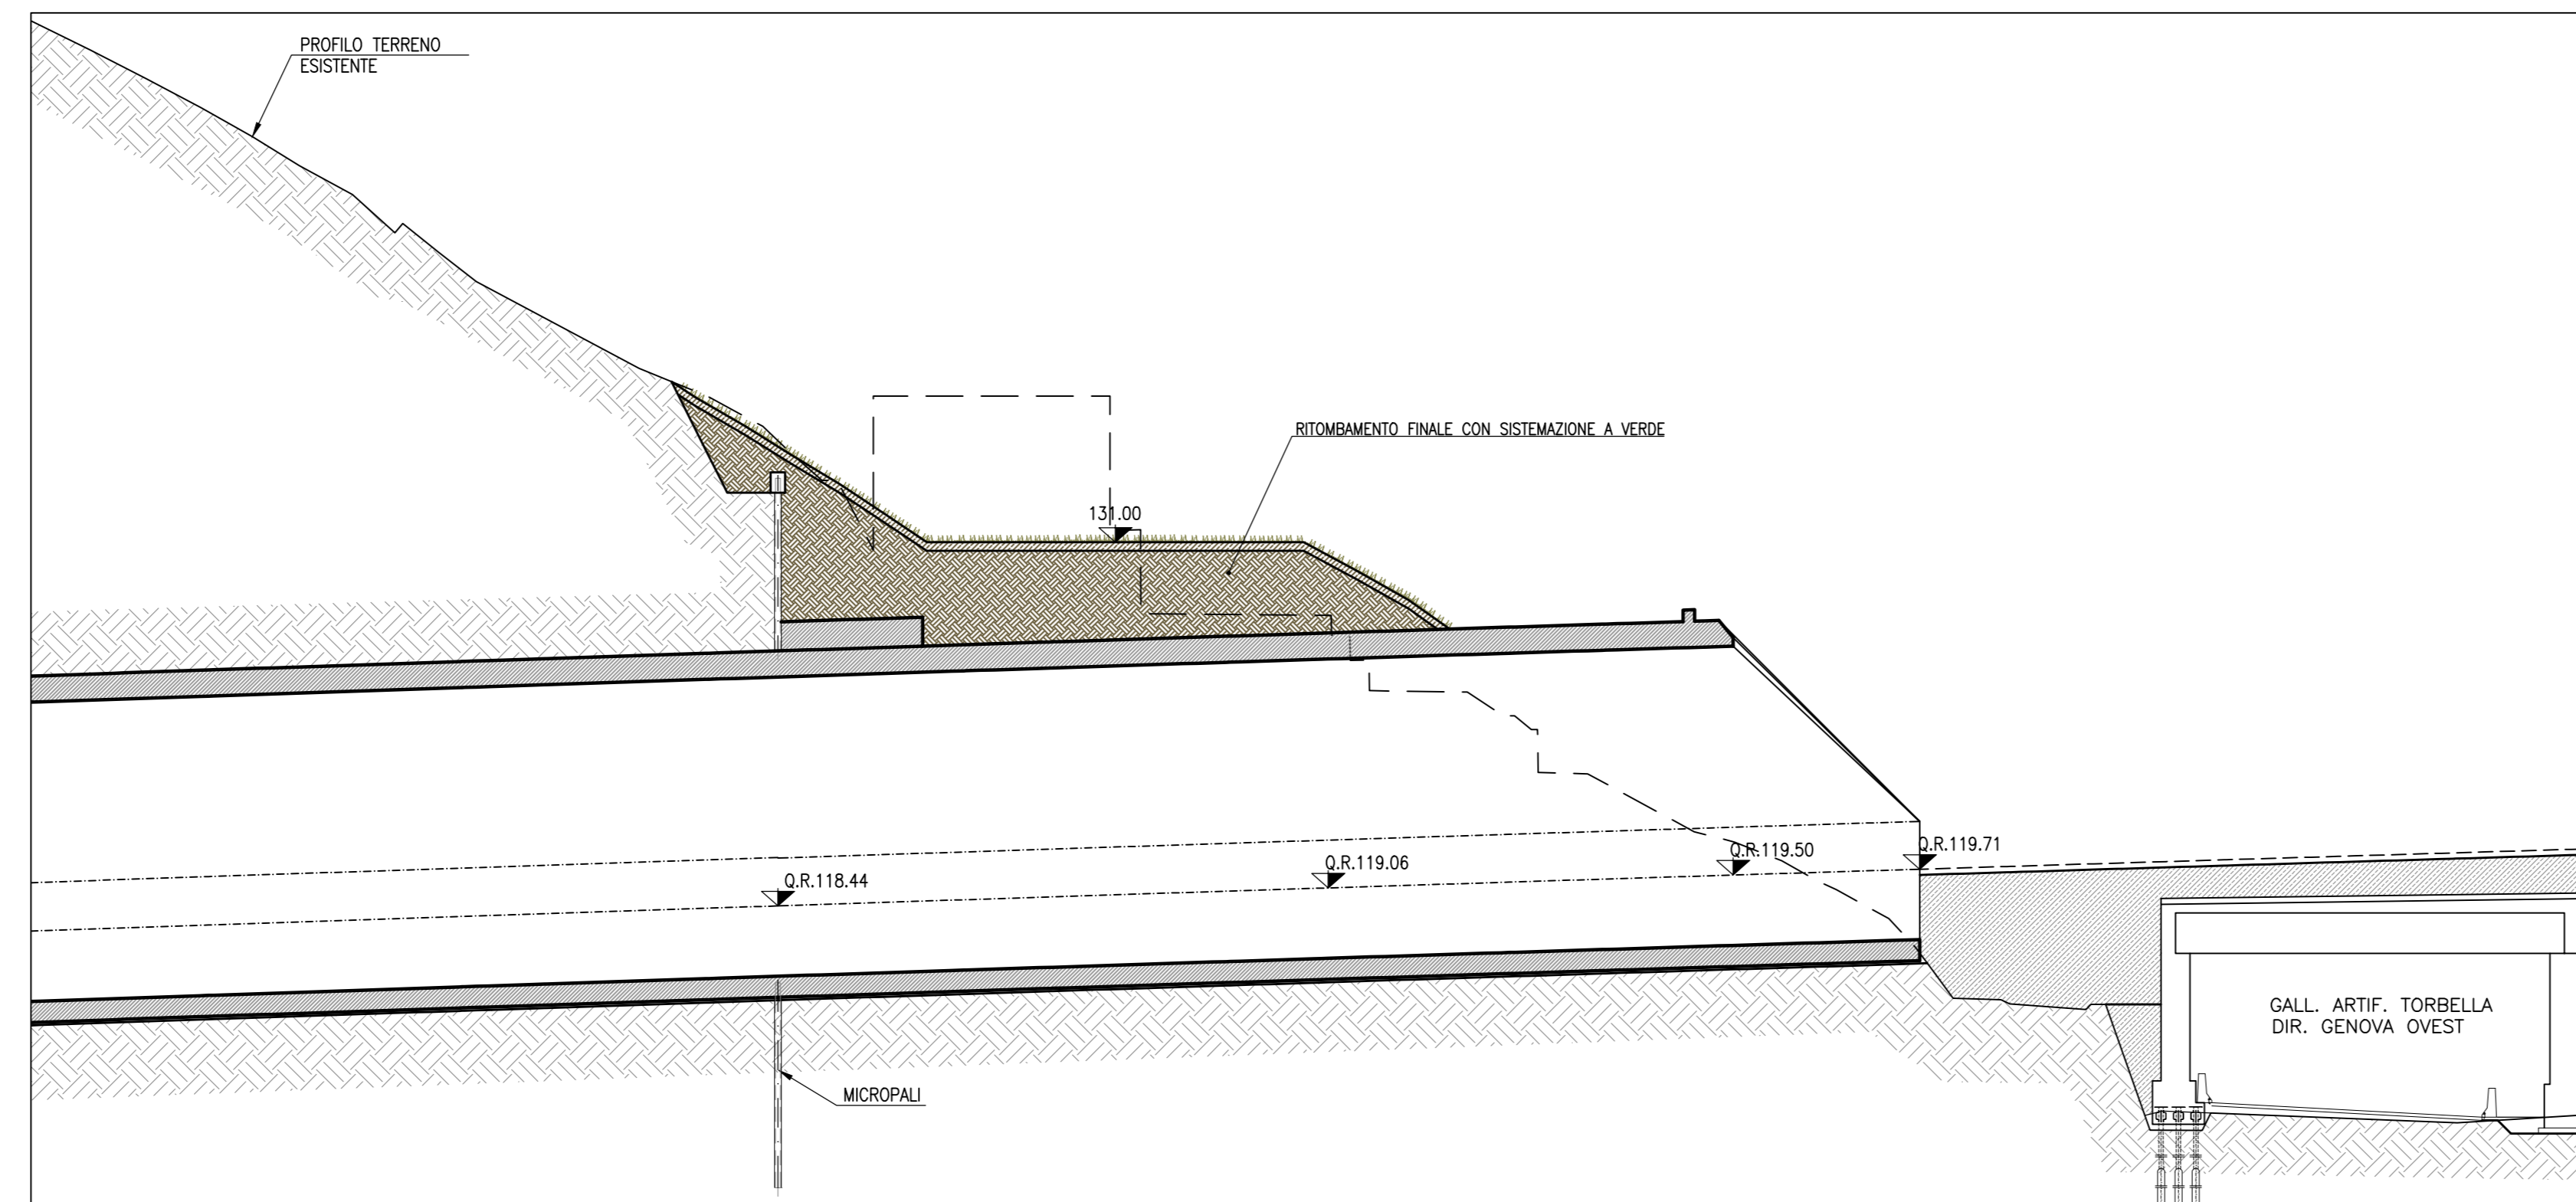 PROFILO TERRENO
ESISTENTE
RITOMBAMENTO FINALE CON SISTEMAZIONE A VERDE
131.00
Q.R.118.44
Q.R.119.06
Q.R.119.50
Q.R.119.71
GALL. ARTIF. TORBELLA
DIR. GENOVA OVEST
MICROPALI